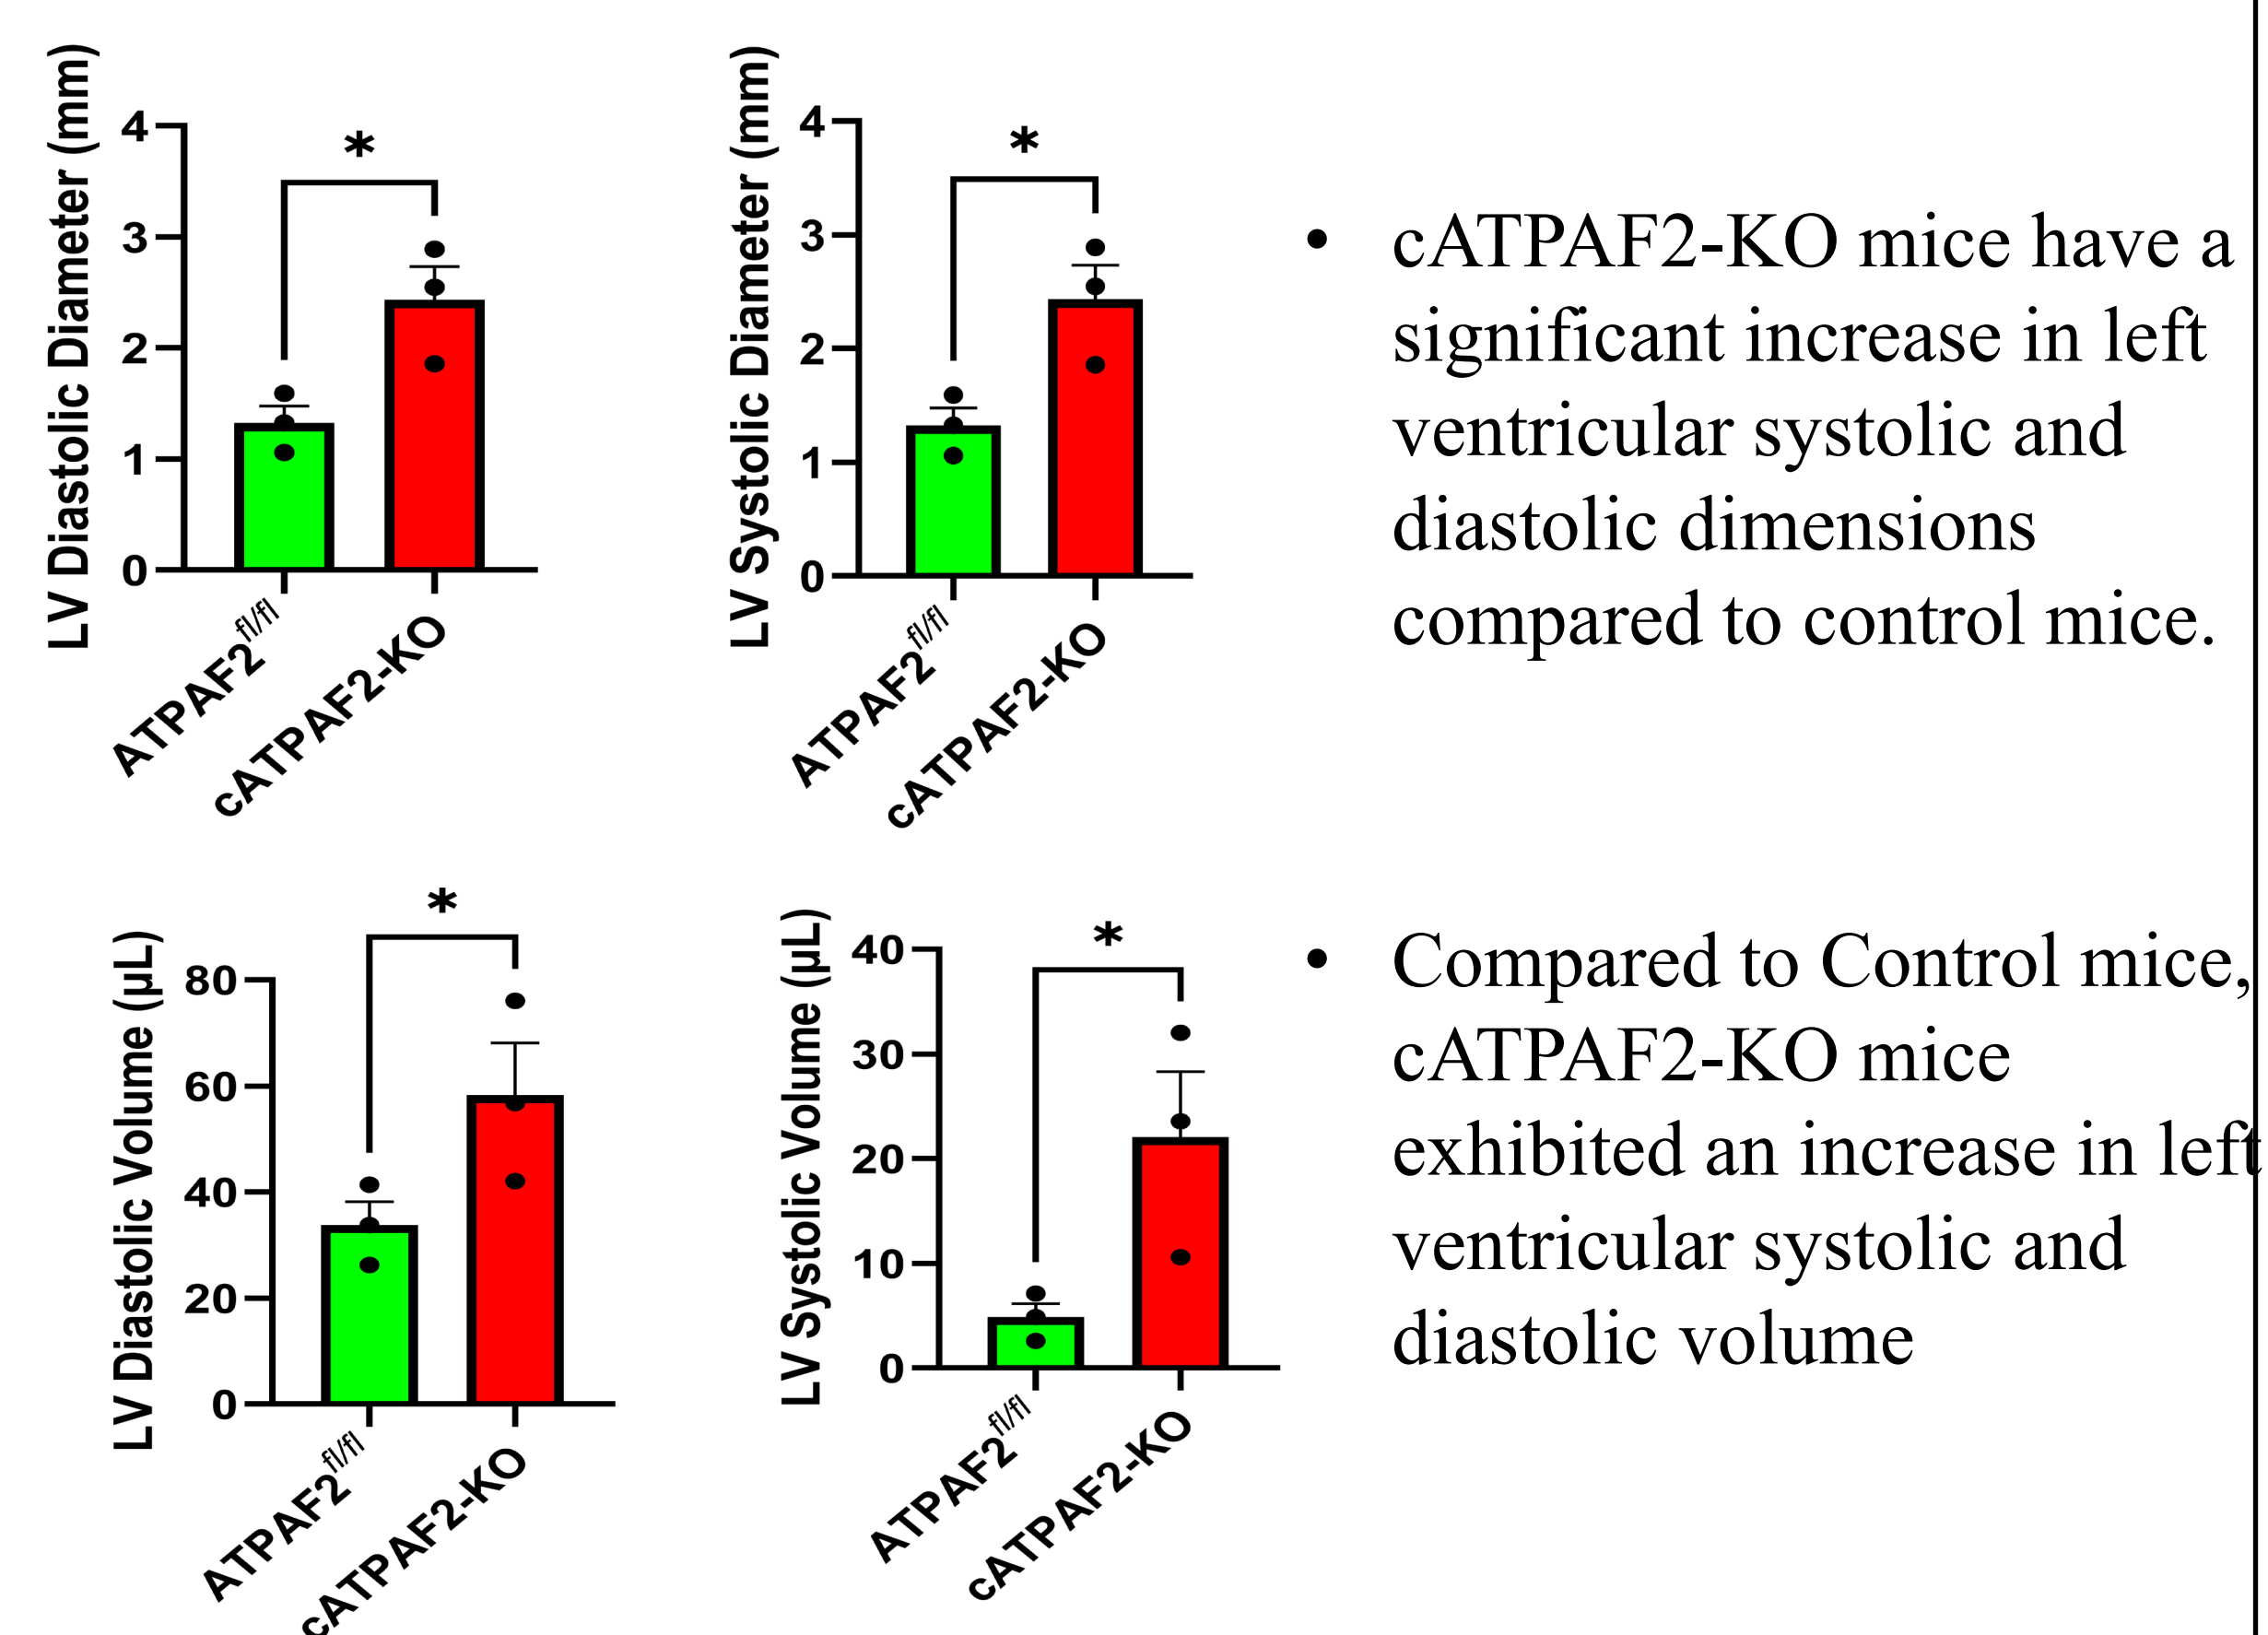 LV Diastolic Diameter (mm)
4
3
2
1
0
*
ATPAF2fl/fl
cATPAF2-KO
LV Systolic Diameter (mm)
4
3
2
1
0
*
ATPAF2fl/fl
cATPAF2-KO
• cATPAF2-KO mice have a
significant increase in left
ventricular systolic and
diastolic dimensions
compared to control mice.
LV Diastolic Volume (µL)
80
60
40
20
0
*
ATPAF2fl/fl
cATPAF2-KO
LV Systolic Volume (µL)
40
30
20
10
0
*
ATPAF2fl/fl
cATPAF2-KO
• Compared to Control mice,
cATPAF2-KO mice
exhibited an increase in left
ventricular systolic and
diastolic volume